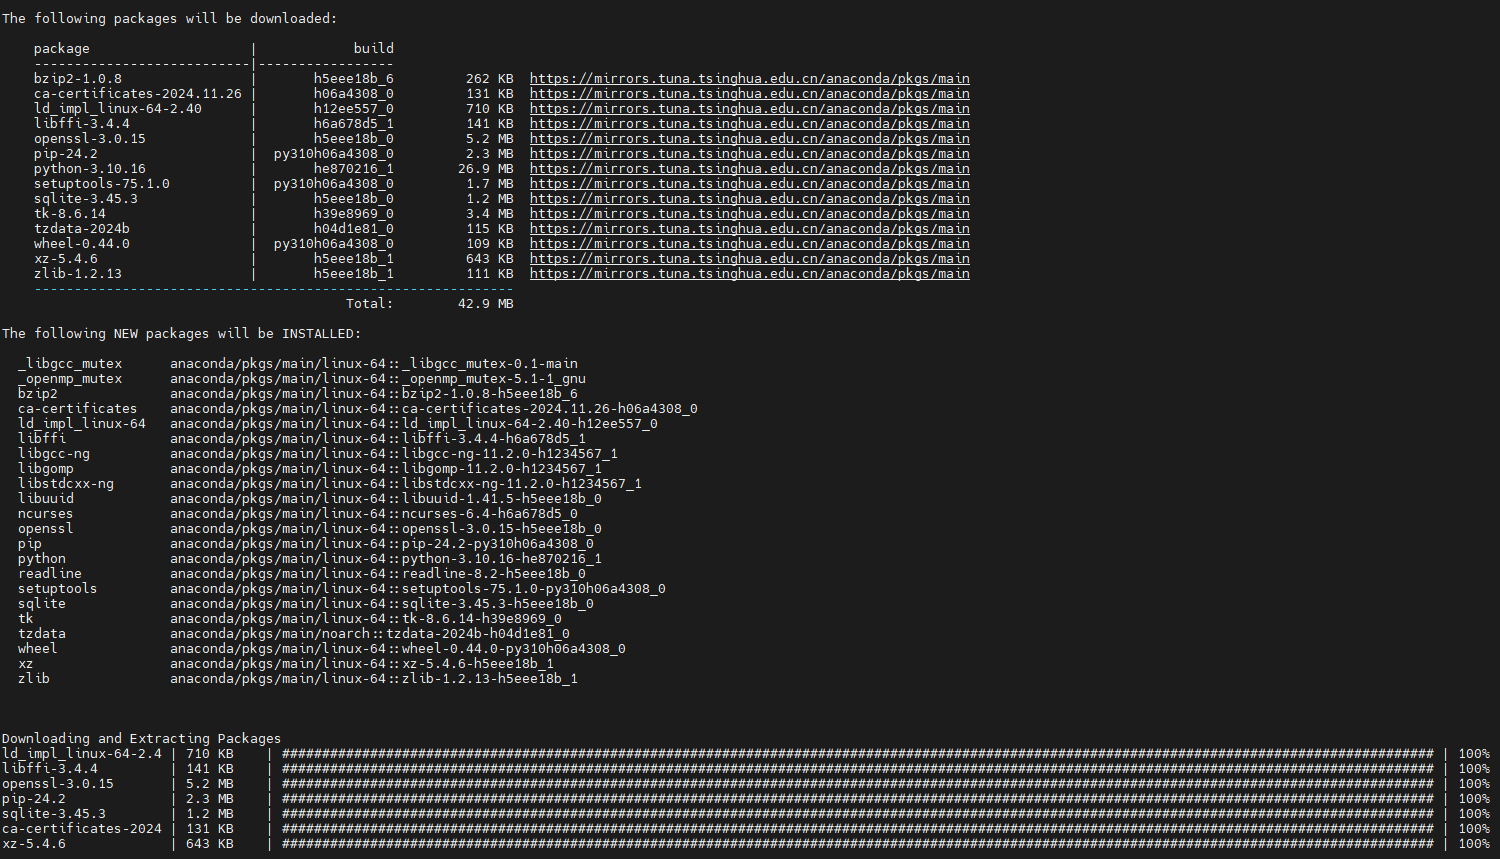 The following packages will be downloaded:
package | build
---------------------------|-----------------
bzip2-1.0.8 | h5eee18b_6 262 KB https://mirrors.tuna.tsinghua.edu.cn/anaconda/pkgs/main
ca-certificates-2024.11.26 | h06a4308_0 131 KB https://mirrors.tuna.tsinghua.edu.cn/anaconda/pkgs/main
ld_impl_linux-64-2.40 | h12ee557_0 710 KB https://mirrors.tuna.tsinghua.edu.cn/anaconda/pkgs/main
libffi-3.4.4 | h6a678d5_1 141 KB https://mirrors.tuna.tsinghua.edu.cn/anaconda/pkgs/main
openssl-3.0.15 | h5eee18b_0 5.2 MB https://mirrors.tuna.tsinghua.edu.cn/anaconda/pkgs/main
pip-24.2 | py310h06a4308_0 2.3 MB https://mirrors.tuna.tsinghua.edu.cn/anaconda/pkgs/main
python-3.10.16 | he870216_1 26.9 MB https://mirrors.tuna.tsinghua.edu.cn/anaconda/pkgs/main
setuptools-75.1.0 | py310h06a4308_0 1.7 MB https://mirrors.tuna.tsinghua.edu.cn/anaconda/pkgs/main
sqlite-3.45.3 | h5eee18b_0 1.2 MB https://mirrors.tuna.tsinghua.edu.cn/anaconda/pkgs/main
tk-8.6.14 | h39e8969_0 3.4 MB https://mirrors.tuna.tsinghua.edu.cn/anaconda/pkgs/main
tzdata-2024b | h04d1e81_0 115 KB https://mirrors.tuna.tsinghua.edu.cn/anaconda/pkgs/main
wheel-0.44.0 | py310h06a4308_0 109 KB https://mirrors.tuna.tsinghua.edu.cn/anaconda/pkgs/main
xz-5.4.6 | h5eee18b_1 643 KB https://mirrors.tuna.tsinghua.edu.cn/anaconda/pkgs/main
zlib-1.2.13 | h5eee18b_1 111 KB https://mirrors.tuna.tsinghua.edu.cn/anaconda/pkgs/main
------------------------------------------------------------
Total: 42.9 MB
The following NEW packages will be INSTALLED:
_libgcc_mutex anaconda/pkgs/main/linux-64::_libgcc_mutex-0.1-main
_openmp_mutex anaconda/pkgs/main/linux-64::_openmp_mutex-5.1-1_gnu
bzip2 anaconda/pkgs/main/linux-64::bzip2-1.0.8-h5eee18b_6
ca-certificates anaconda/pkgs/main/linux-64::ca-certificates-2024.11.26-h06a4308_0
ld_impl_linux-64 anaconda/pkgs/main/linux-64::ld_impl_linux-64-2.40-h12ee557_0
libffi anaconda/pkgs/main/linux-64::libffi-3.4.4-h6a678d5_1
libgcc-ng anaconda/pkgs/main/linux-64::libgcc-ng-11.2.0-h1234567_1
libgomp anaconda/pkgs/main/linux-64::libgomp-11.2.0-h1234567_1
libstdcxx-ng anaconda/pkgs/main/linux-64::libstdcxx-ng-11.2.0-h1234567_1
libuuid anaconda/pkgs/main/linux-64::libuuid-1.41.5-h5eee18b_0
ncurses anaconda/pkgs/main/linux-64::ncurses-6.4-h6a678d5_0
openssl anaconda/pkgs/main/linux-64::openssl-3.0.15-h5eee18b_0
pip anaconda/pkgs/main/linux-64::pip-24.2-py310h06a4308_0
python anaconda/pkgs/main/linux-64::python-3.10.16-he870216_1
readline anaconda/pkgs/main/linux-64::readline-8.2-h5eee18b_0
setuptools anaconda/pkgs/main/linux-64::setuptools-75.1.0-py310h06a4308_0
sqlite anaconda/pkgs/main/linux-64::sqlite-3.45.3-h5eee18b_0
tk anaconda/pkgs/main/linux-64::tk-8.6.14-h39e8969_0
tzdata anaconda/pkgs/main/noarch::tzdata-2024b-h04d1e81_0
wheel anaconda/pkgs/main/linux-64::wheel-0.44.0-py310h06a4308_0
xz anaconda/pkgs/main/linux-64::xz-5.4.6-h5eee18b_1
zlib anaconda/pkgs/main/linux-64::zlib-1.2.13-h5eee18b_1
Downloading and Extracting Packages
ld_impl_linux-64-2.4 | 710 KB | ################################################################################################################################################ | 100%
libffi-3.4.4 | 141 KB | ################################################################################################################################################ | 100%
openssl-3.0.15 | 5.2 MB | ################################################################################################################################################ | 100%
pip-24.2 | 2.3 MB | ################################################################################################################################################ | 100%
sqlite-3.45.3 | 1.2 MB | ################################################################################################################################################ | 100%
ca-certificates-2024 | 131 KB | ################################################################################################################################################ | 100%
xz-5.4.6 | 643 KB | ################################################################################################################################################ | 100%